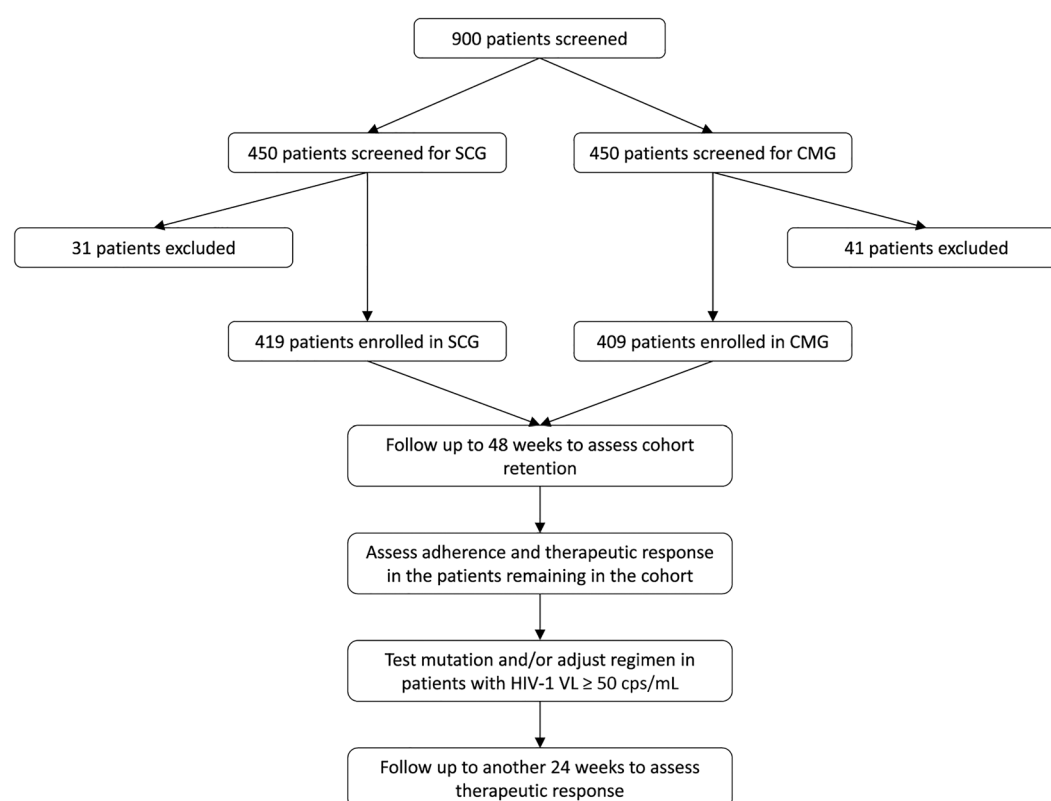 900 patients screened
450 patients screened for SCG
450 patients screened for CMG
31 patients excluded
41 patients excluded
419 patients enrolled in SCG
409 patients enrolled in CMG
Follow up to 48 weeks to assess cohort
retention
Assess adherence and therapeutic response
in the patients remaining in the cohort
Test mutation and/or adjust regimen in
patients with HIV-1 VL ≥ 50 cps/mL
Follow up to another 24 weeks to assess
therapeutic response